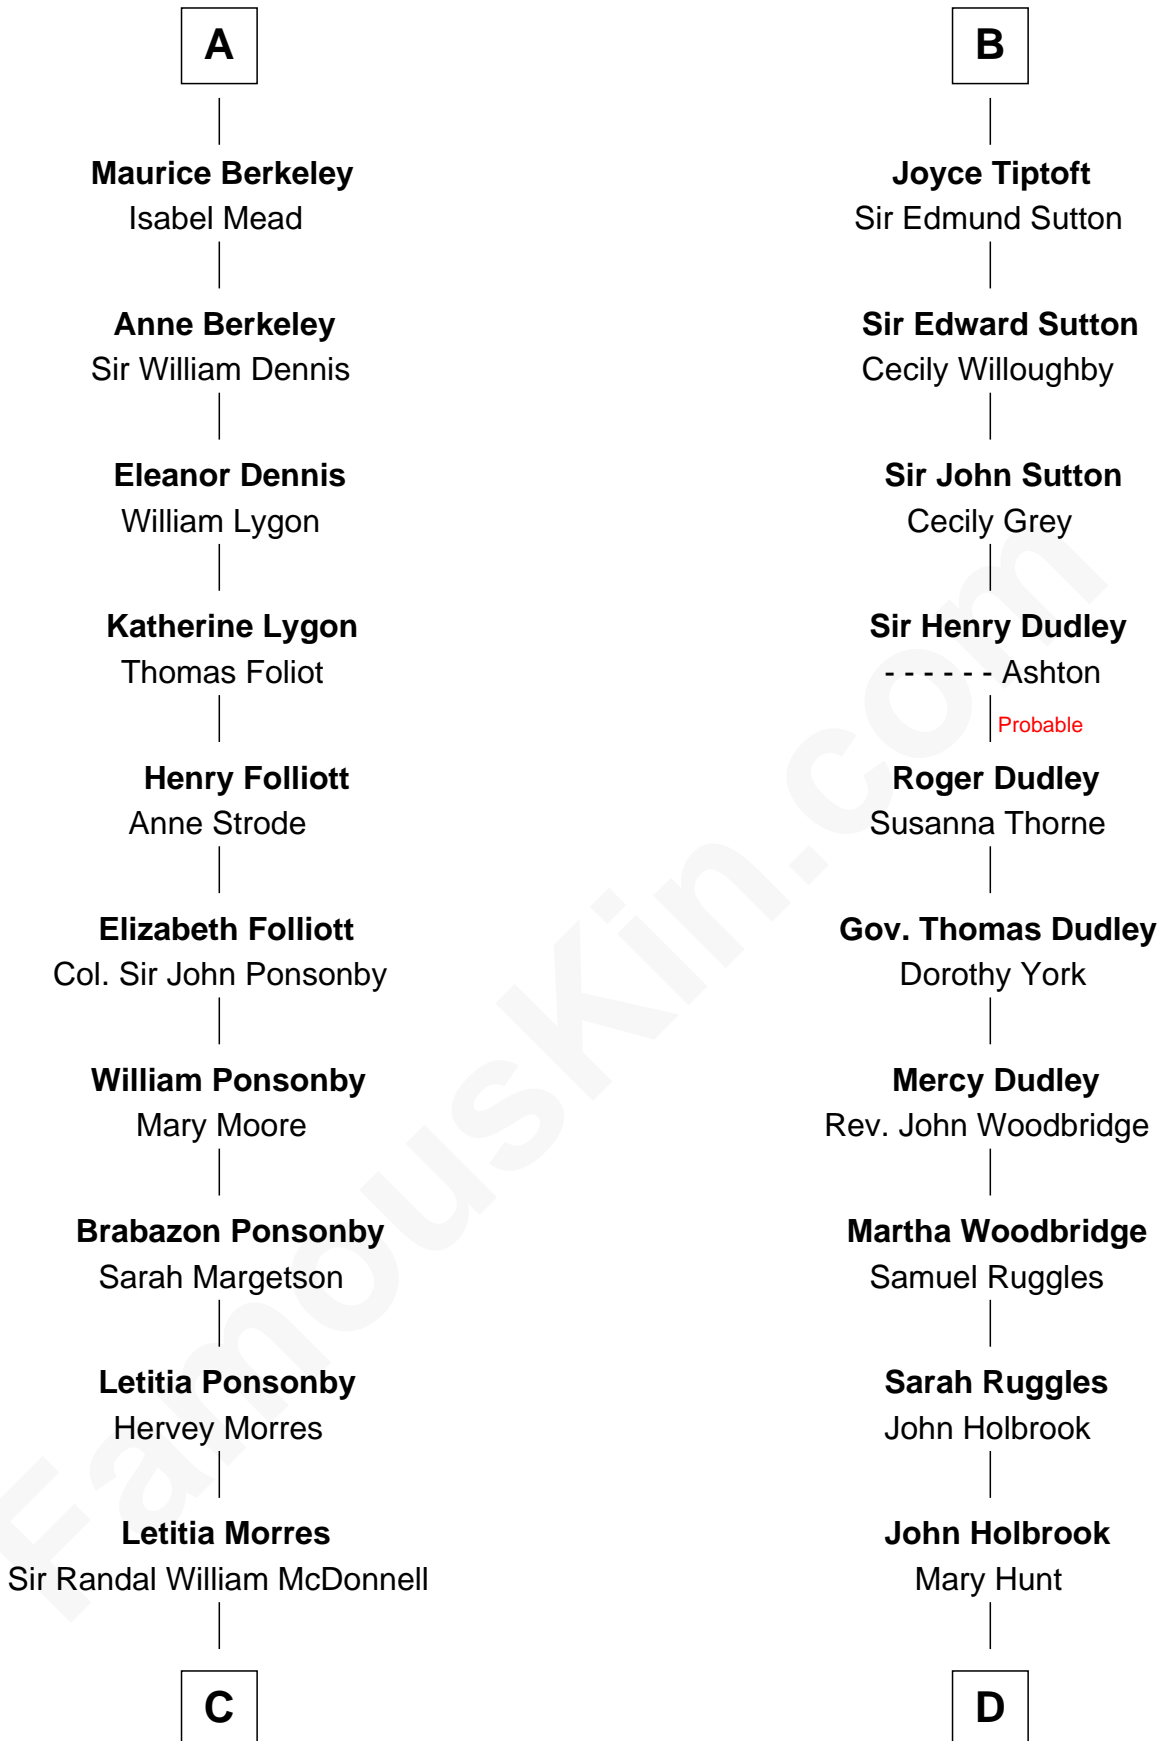 A
Maurice Berkeley
Isabel Mead
Anne Berkeley
Sir William Dennis
Eleanor Dennis
William Lygon
Katherine Lygon
Thomas Foliot
Henry Folliott
Anne Strode
Elizabeth Folliott
Col. Sir John Ponsonby
William Ponsonby
Mary Moore
Brabazon Ponsonby
Sarah Margetson
Letitia Ponsonby
Hervey Morres
Letitia Morres
Sir Randal William McDonnell
C
B
Joyce Tiptoft
Sir Edmund Sutton
Sir Edward Sutton
Cecily Willoughby
Sir John Sutton
Cecily Grey
Sir Henry Dudley
- - - - - - Ashton
Probable
Roger Dudley
Susanna Thorne
Gov. Thomas Dudley
Dorothy York
Mercy Dudley
Rev. John Woodbridge
Martha Woodbridge
Samuel Ruggles
Sarah Ruggles
John Holbrook
John Holbrook
Mary Hunt
D
FamousKin.com